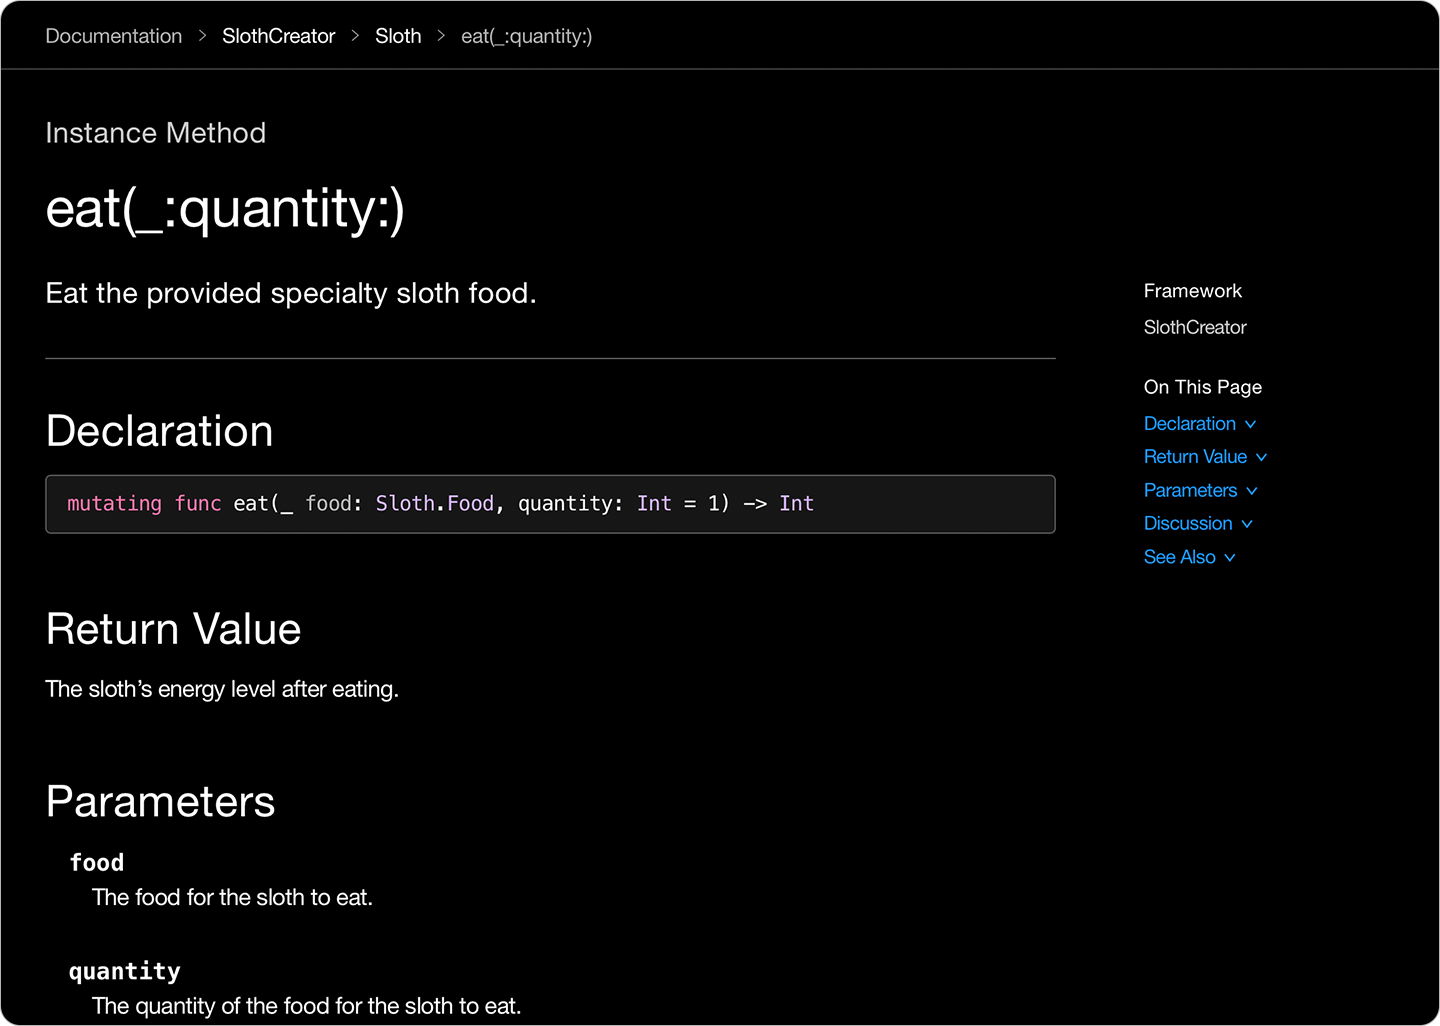 Documentation > SlothCreator > Sloth > eat(_:quantity:)
Instance Method
eat(_:quantity:)
Eat the provided specialty sloth food.
Declaration
mutating func eat(_ food: Sloth.Food, quantity: Int = 1) -> Int
Return Value
The sloth’s energy level after eating.
Parameters
food
The food for the sloth to eat.
quantity
The quantity of the food for the sloth to eat.
Framework
SlothCreator
On This Page
Declaration
Return Value
Parameters
Discussion
See Also